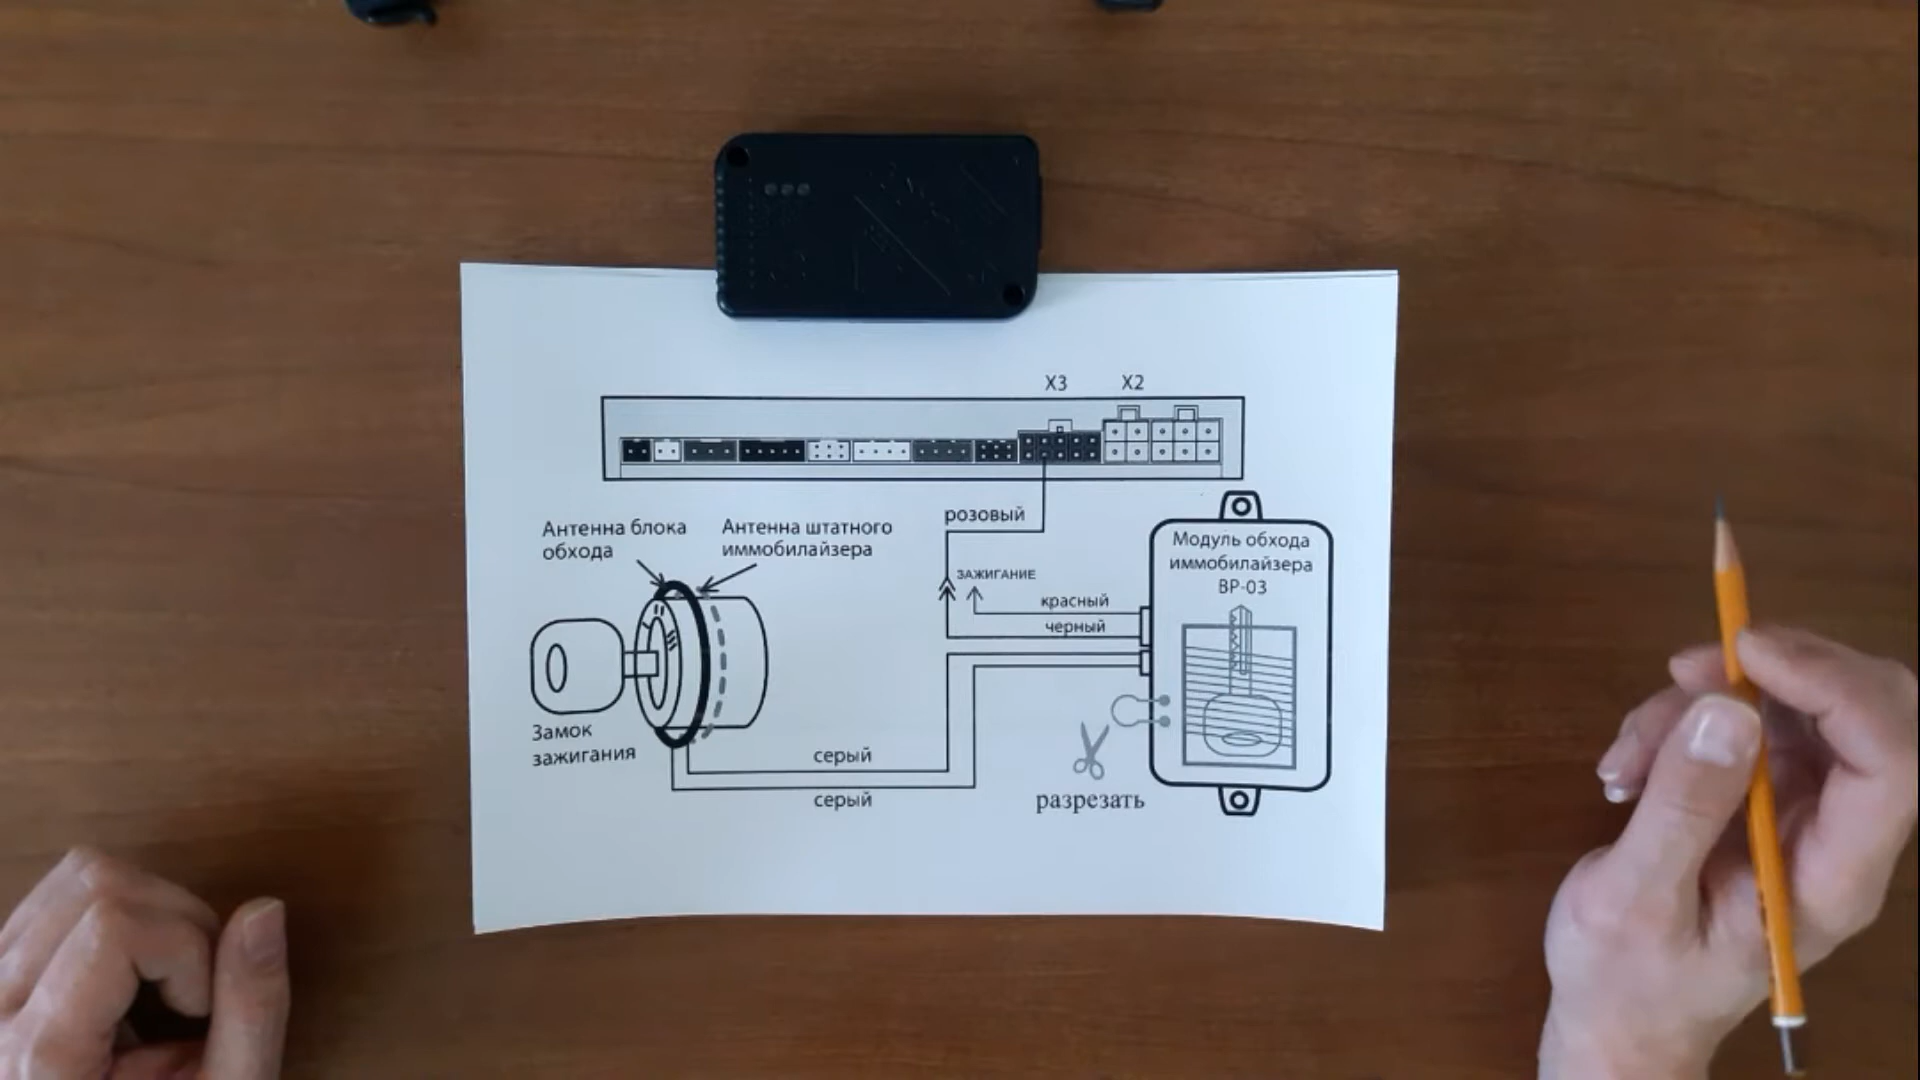 X3
X2
розовый
Антенна блока
обхода
Антенна штатного
иммобилайзера
Модуль обхода
иммобилайзера
BP-03
ЗАЖИГАНИЕ
красный
черный
Замок
зажигания
серый
серый
разрезать